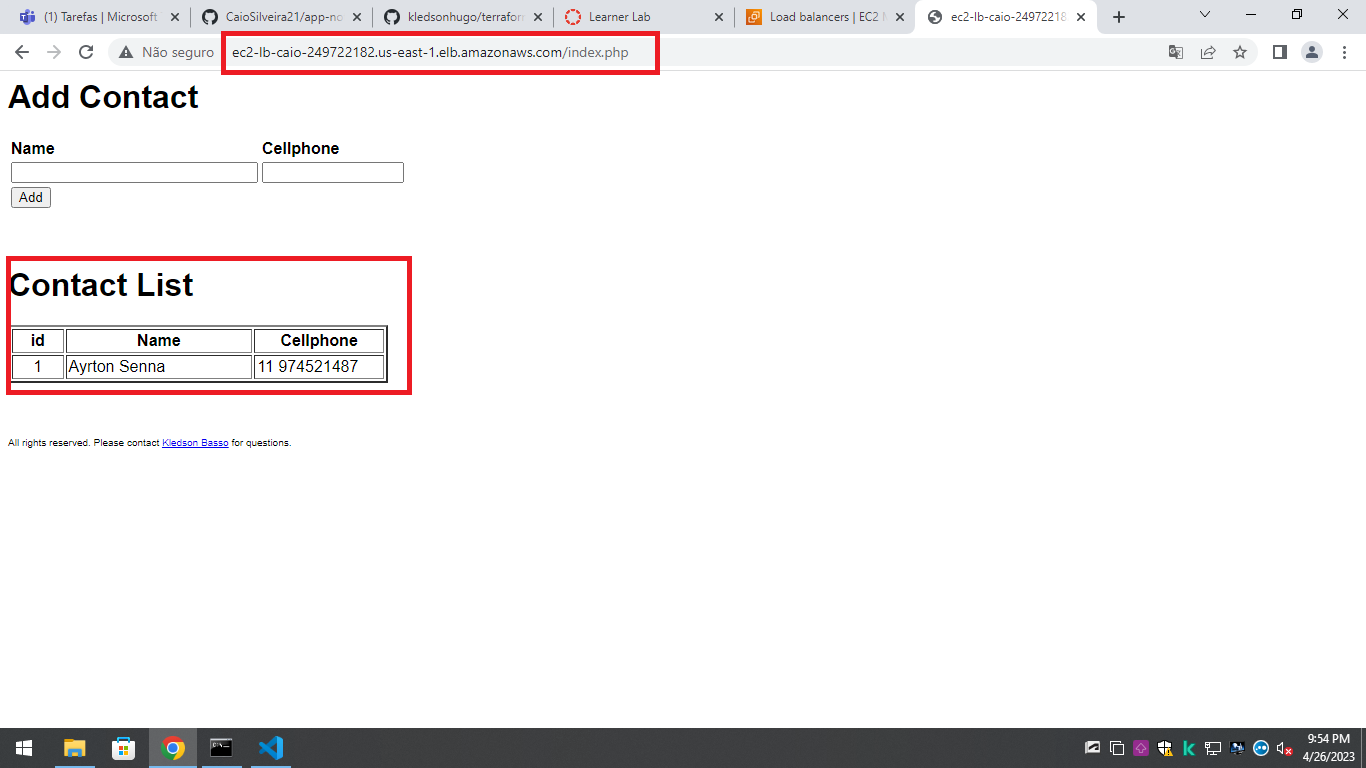 (1) Tarefas | Microsoft
CaioSilveira21/app-no
kledsonhugo/terraform
Learner Lab
Load balancers | EC2 M
ec2-lb-caio-249722182
Não seguro
ec2-lb-caio-249722182.us-east-1.elb.amazonaws.com/index.php
Add Contact
Name Cellphone
Add
Contact List
id Name Cellphone
1 Ayrton Senna 11 974521487
All rights reserved. Please contact Kledson Basso for questions.
9:54 PM
4/26/2023